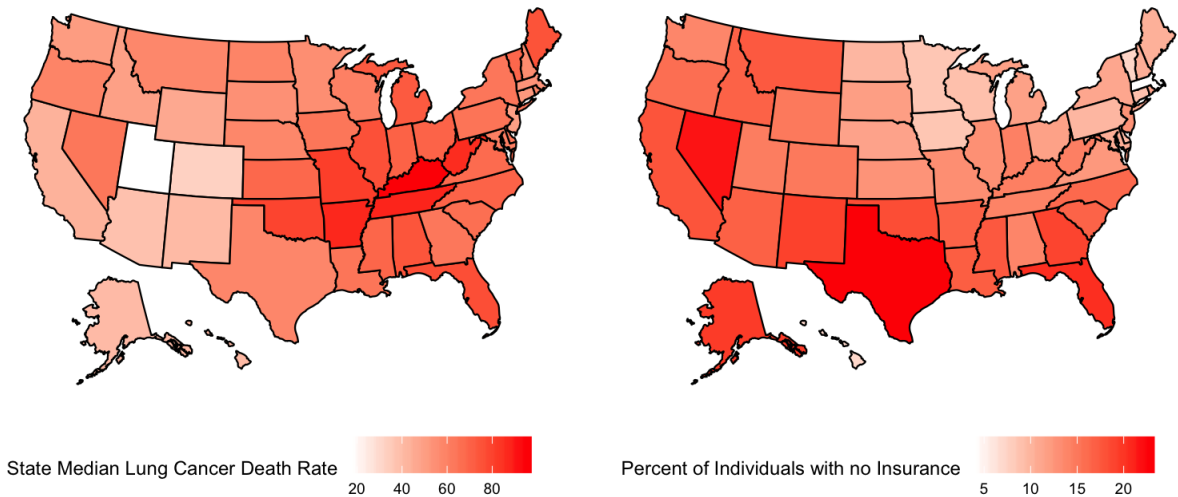 State Median Lung Cancer Death Rate
20 40 60 80
Percent of Individuals with no Insurance
5 10 15 20